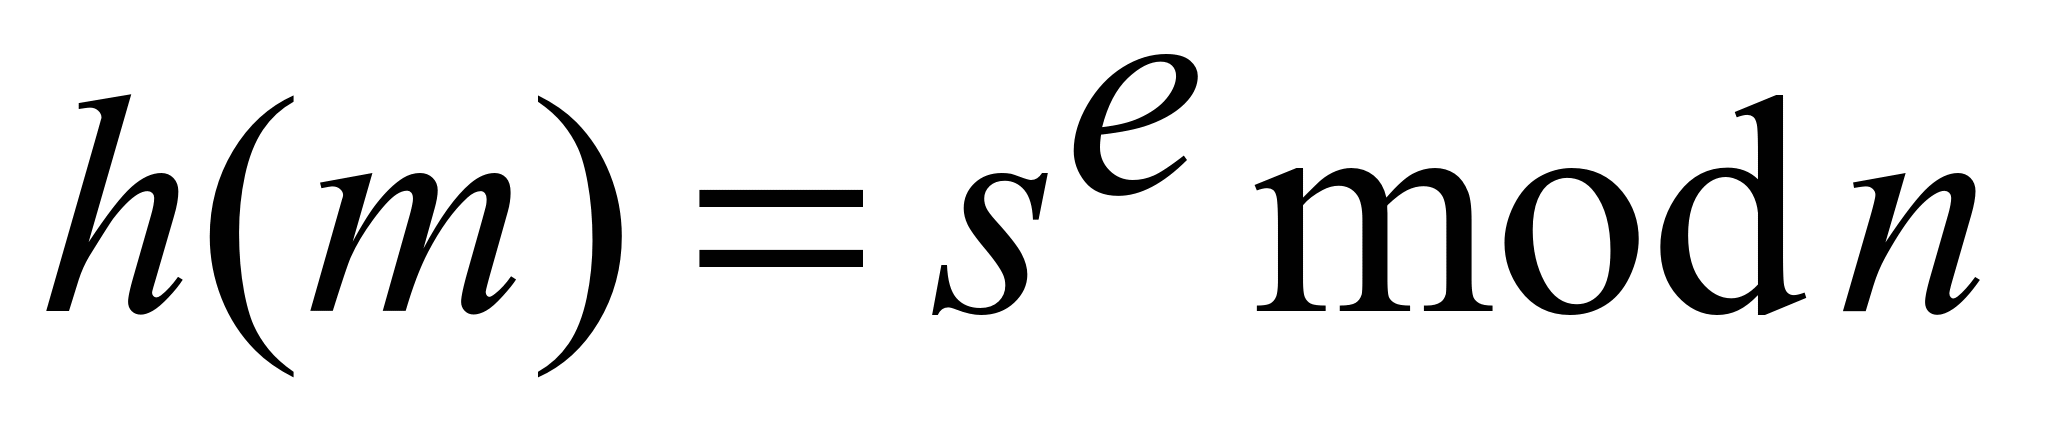 h(m) = s^e mod n